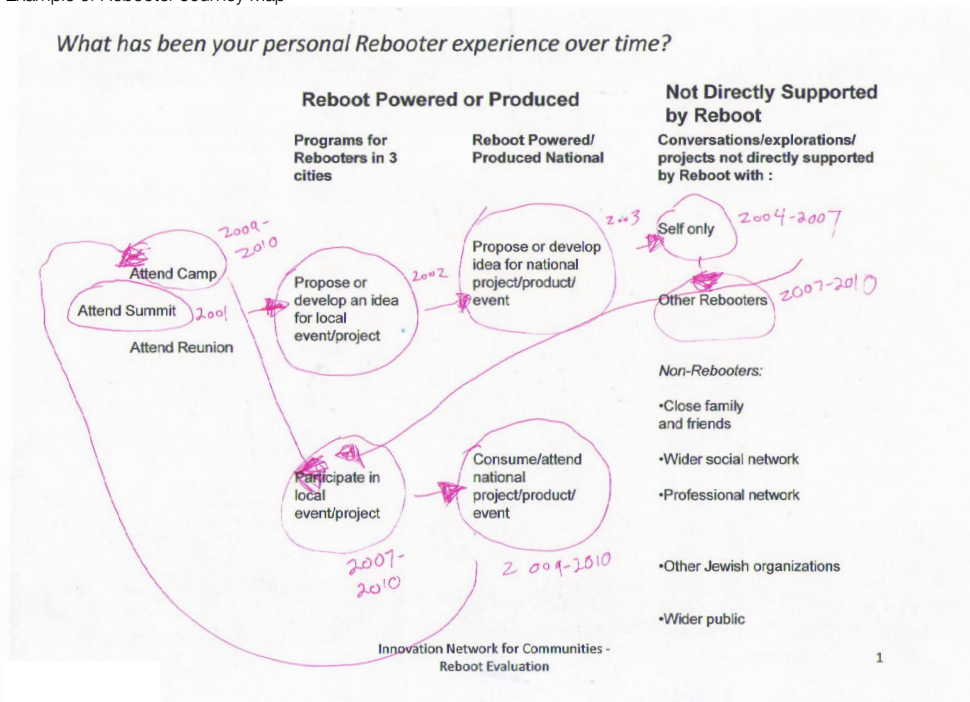 Example of Rebooter Journey Map
What has been your personal Rebooter experience over time?
Reboot Powered or Produced
Not Directly Supported
by Reboot
Programs for
Rebooters in 3
cities
Reboot Powered/
Produced National
Conversations/explorations/
projects not directly supported
by Reboot with :
2009-
2010
Attend Camp
Attend Summit
2001
Attend Reunion
Propose or
develop an idea
for local
event/project
2002
Propose or develop
idea for national
project/product/
event
2003
Self only
2004-2007
Other Rebooters
2007-2010
Non-Rebooters:
•Close family
and friends
•Wider social network
•Professional network
•Other Jewish organizations
•Wider public
Participate in
local
event/project
2007-
2010
Consume/attend
national
project/product/
event
2009-2010
Innovation Network for Communities -
Reboot Evaluation
1